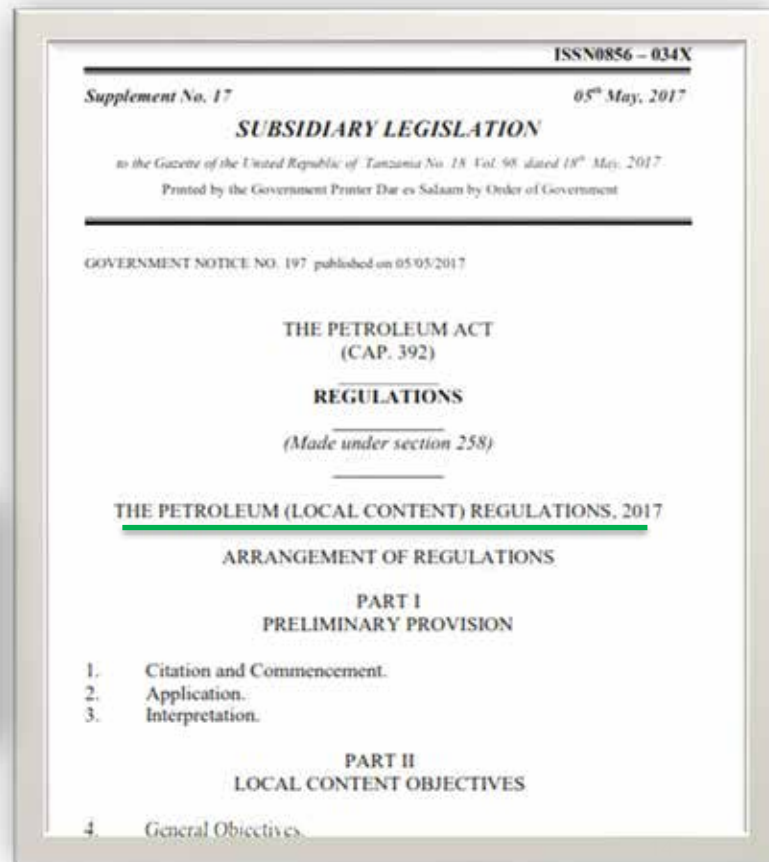 ISSN0856 – 034X
Supplement No. 17 05th May, 2017
SUBSIDIARY LEGISLATION
to the Gazette of the United Republic of Tanzania No. 18 Vol. 98 dated 18th May, 2017
Printed by the Government Printer Dar es Salaam by Order of Government
GOVERNMENT NOTICE NO. 197 published on 05/05/2017
THE PETROLEUM ACT
(CAP. 392)
REGULATIONS
(Made under section 258)
THE PETROLEUM (LOCAL CONTENT) REGULATIONS, 2017
ARRANGEMENT OF REGULATIONS
PART I
PRELIMINARY PROVISION
1. Citation and Commencement.
2. Application.
3. Interpretation.
PART II
LOCAL CONTENT OBJECTIVES
4. General Objectives.